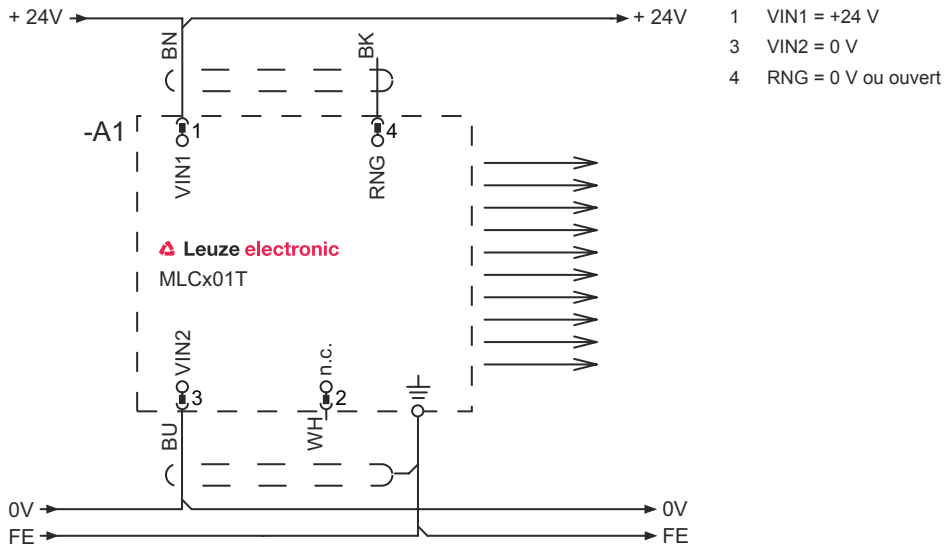 + 24V
+ 24V
1 VIN1 = +24 V
3 VIN2 = 0 V
4 RNG = 0 V ou ouvert
BN
BK
-A1
1
4
VIN1
RNG
Leuze electronic
MLCx01T
VIN2
n.c.
3
2
BU
WH
0V
0V
FE
FE